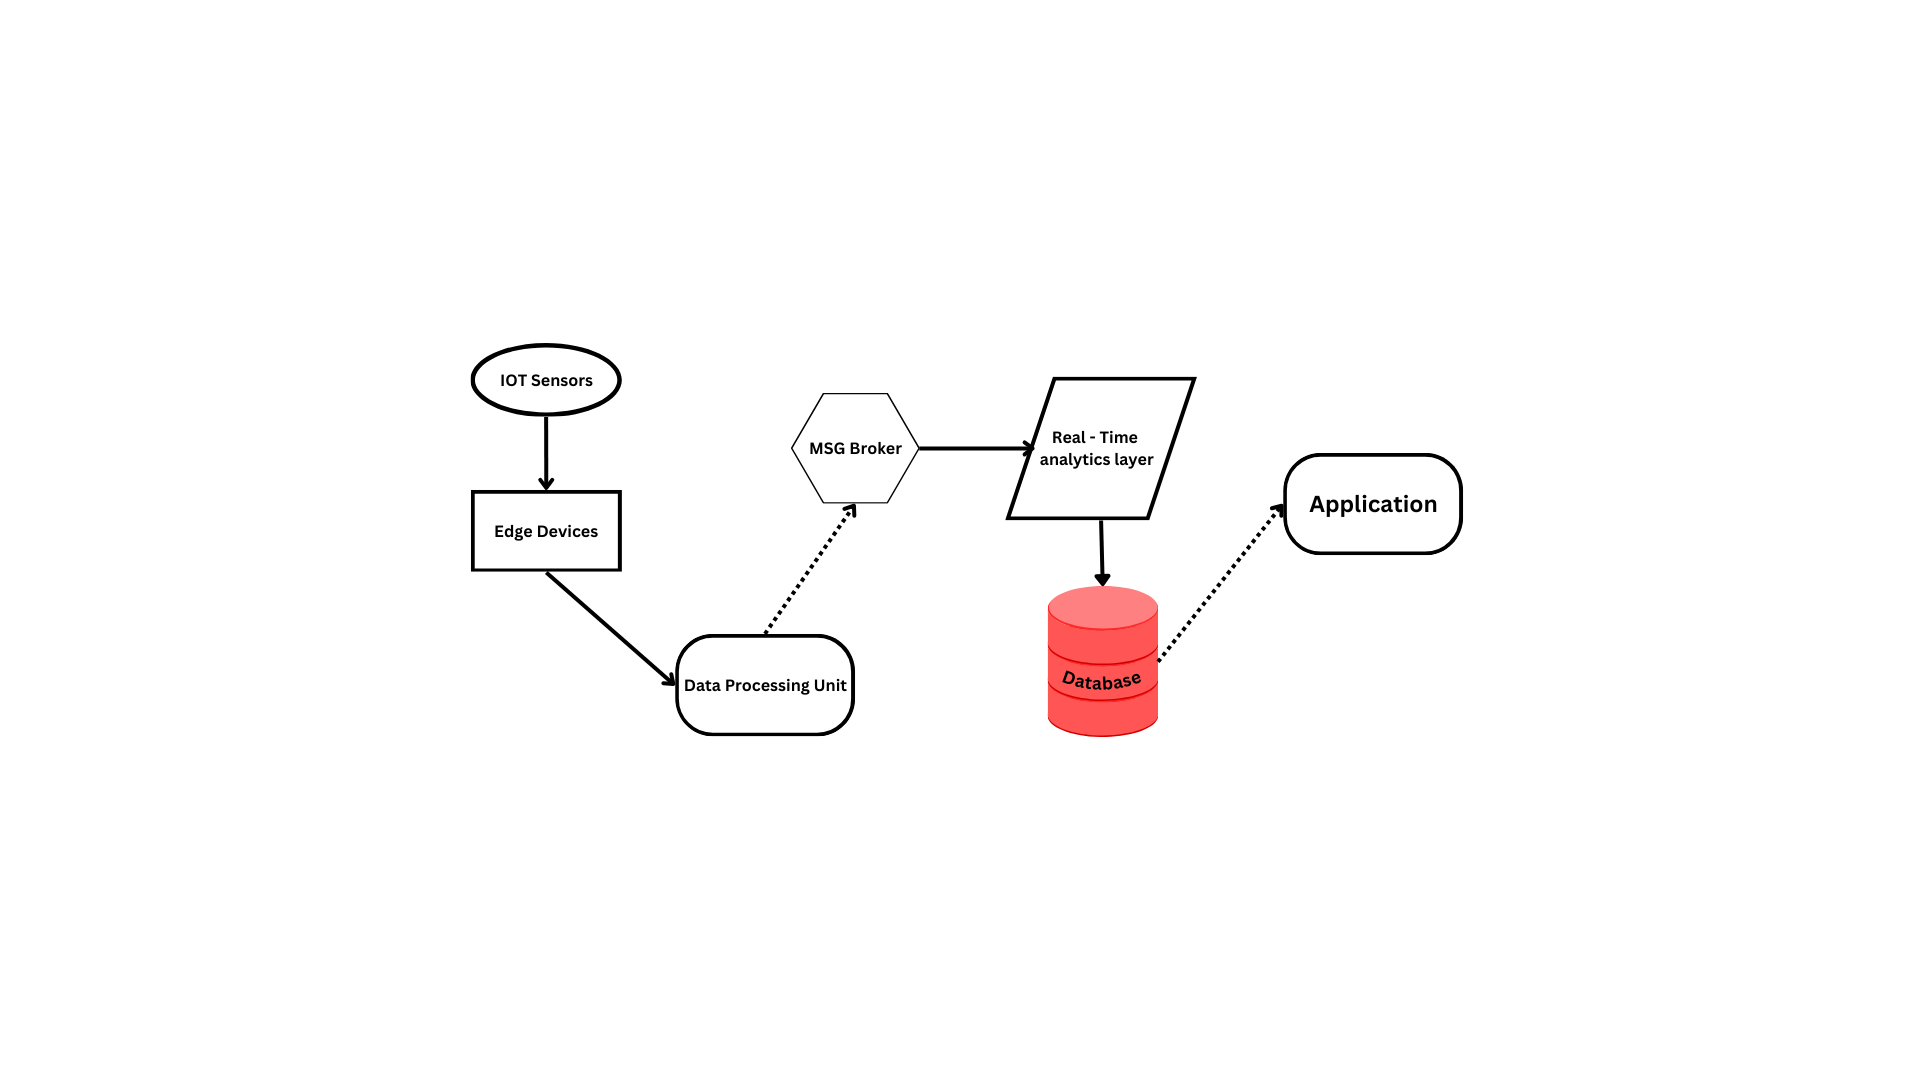 IOT Sensors
Edge Devices
Data Processing Unit
MSG Broker
Real - Time
analytics layer
Database
Application